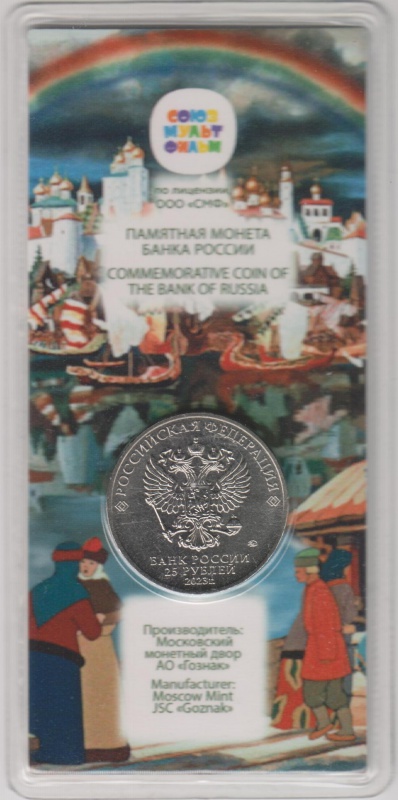 СОЮЗ
МУЛЬТ
ФИЛЬМ
по лицензии
ООО «СМФ»
ПАМЯТНАЯ МОНЕТА
БАНКА РОССИИ
COMMEMORATIVE COIN OF
THE BANK OF RUSSIA
РОССИЙСКАЯ ФЕДЕРАЦИЯ
БАНК РОССИИ
25 РУБЛЕЙ
2023 г.
Производитель:
Московский
монетный двор
АО «Гознак»
Manufacturer:
Moscow Mint
JSC «Goznak»